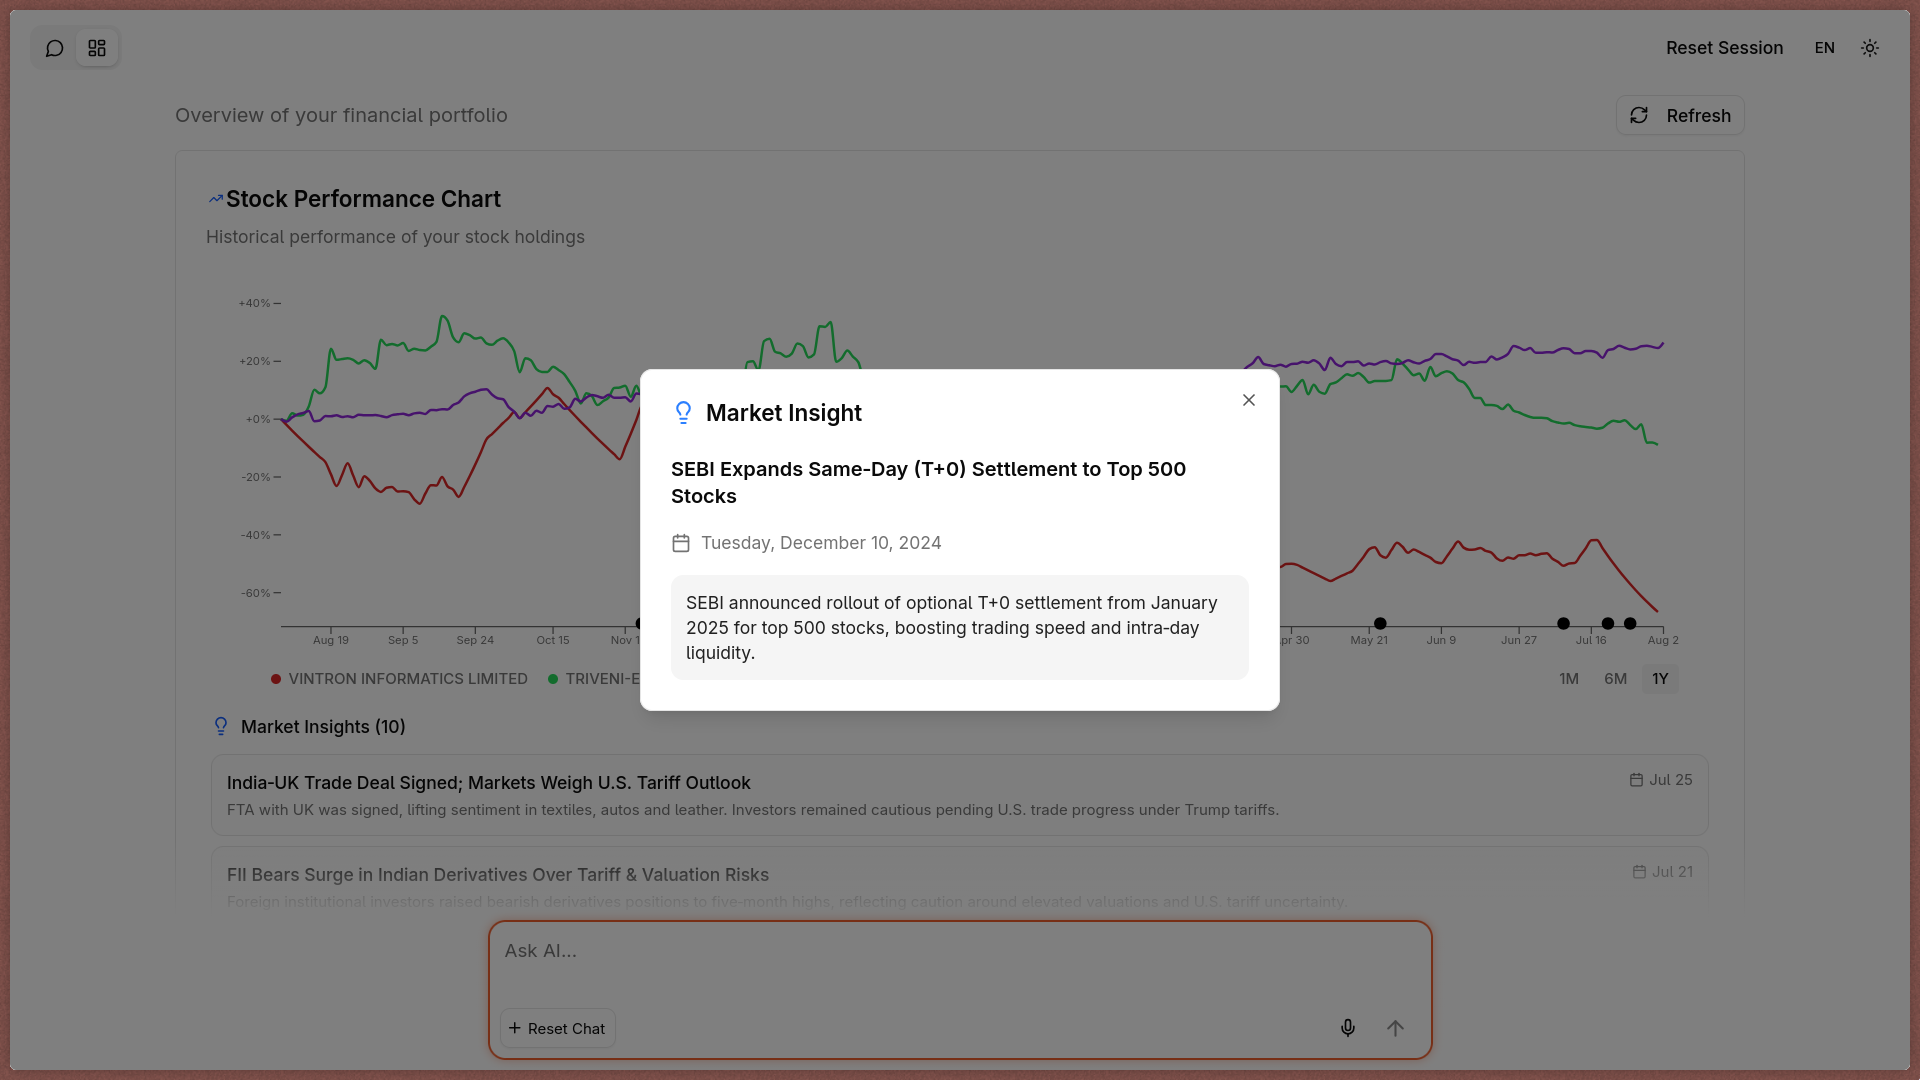 Reset Session
EN
Overview of your financial portfolio
Refresh
Stock Performance Chart
Historical performance of your stock holdings
+40%
+20%
+0%
-20%
-40%
-60%
Aug 19 Sep 5 Sep 24 Oct 15 Nov 1 pr 30 May 21 Jun 9 Jun 27 Jul 16 Aug 2
VINTRON INFORMATICS LIMITED TRIVENI-E
1M 6M 1Y
Market Insight
SEBI Expands Same-Day (T+0) Settlement to Top 500
Stocks
Tuesday, December 10, 2024
SEBI announced rollout of optional T+0 settlement from January
2025 for top 500 stocks, boosting trading speed and intra-day
liquidity.
Market Insights (10)
India-UK Trade Deal Signed; Markets Weigh U.S. Tariff Outlook
Jul 25
FTA with UK was signed, lifting sentiment in textiles, autos and leather. Investors remained cautious pending U.S. trade progress under Trump tariffs.
FII Bears Surge in Indian Derivatives Over Tariff & Valuation Risks
Jul 21
Foreign institutional investors raised bearish derivatives positions to five-month highs, reflecting caution around elevated valuations and U.S. tariff uncertainty.
Ask AI...
Reset Chat